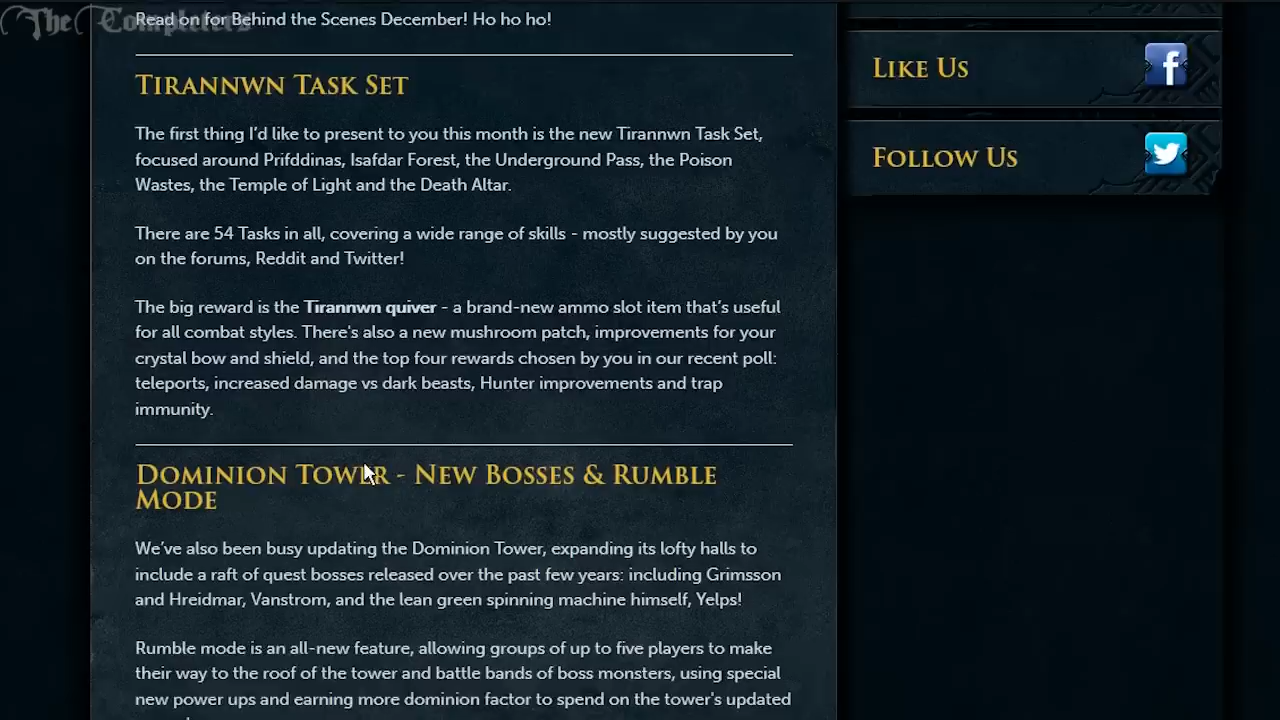 The Completers
Read on for Behind the Scenes December! Ho ho ho!
Tirannwn Task Set
The first thing I'd like to present to you this month is the new Tirannwn Task Set,
focused around Prifddinas, Isafdar Forest, the Underground Pass, the Poison
Wastes, the Temple of Light and the Death Altar.
There are 54 Tasks in all, covering a wide range of skills - mostly suggested by you
on the forums, Reddit and Twitter!
The big reward is the Tirannwn quiver - a brand-new ammo slot item that's useful
for all combat styles. There's also a new mushroom patch, improvements for your
crystal bow and shield, and the top four rewards chosen by you in our recent poll:
teleports, increased damage vs dark beasts, Hunter improvements and trap
immunity.
Dominion Tower - New Bosses & Rumble
Mode
We've also been busy updating the Dominion Tower, expanding its lofty halls to
include a raft of quest bosses released over the past few years: including Grimsson
and Hreidmar, Vanstrom, and the lean green spinning machine himself, Yelps!
Rumble mode is an all-new feature, allowing groups of up to five players to make
their way to the roof of the tower and battle bands of boss monsters, using special
new power ups and earning more dominion factor to spend on the tower's updated
Like Us
f
Follow Us